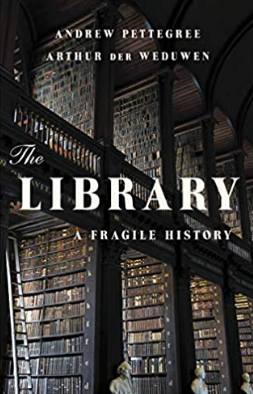 ANDREW PETTEGREE
ARTHUR DER WEDUWEN
The
LIBRARY
A FRAGILE HISTORY